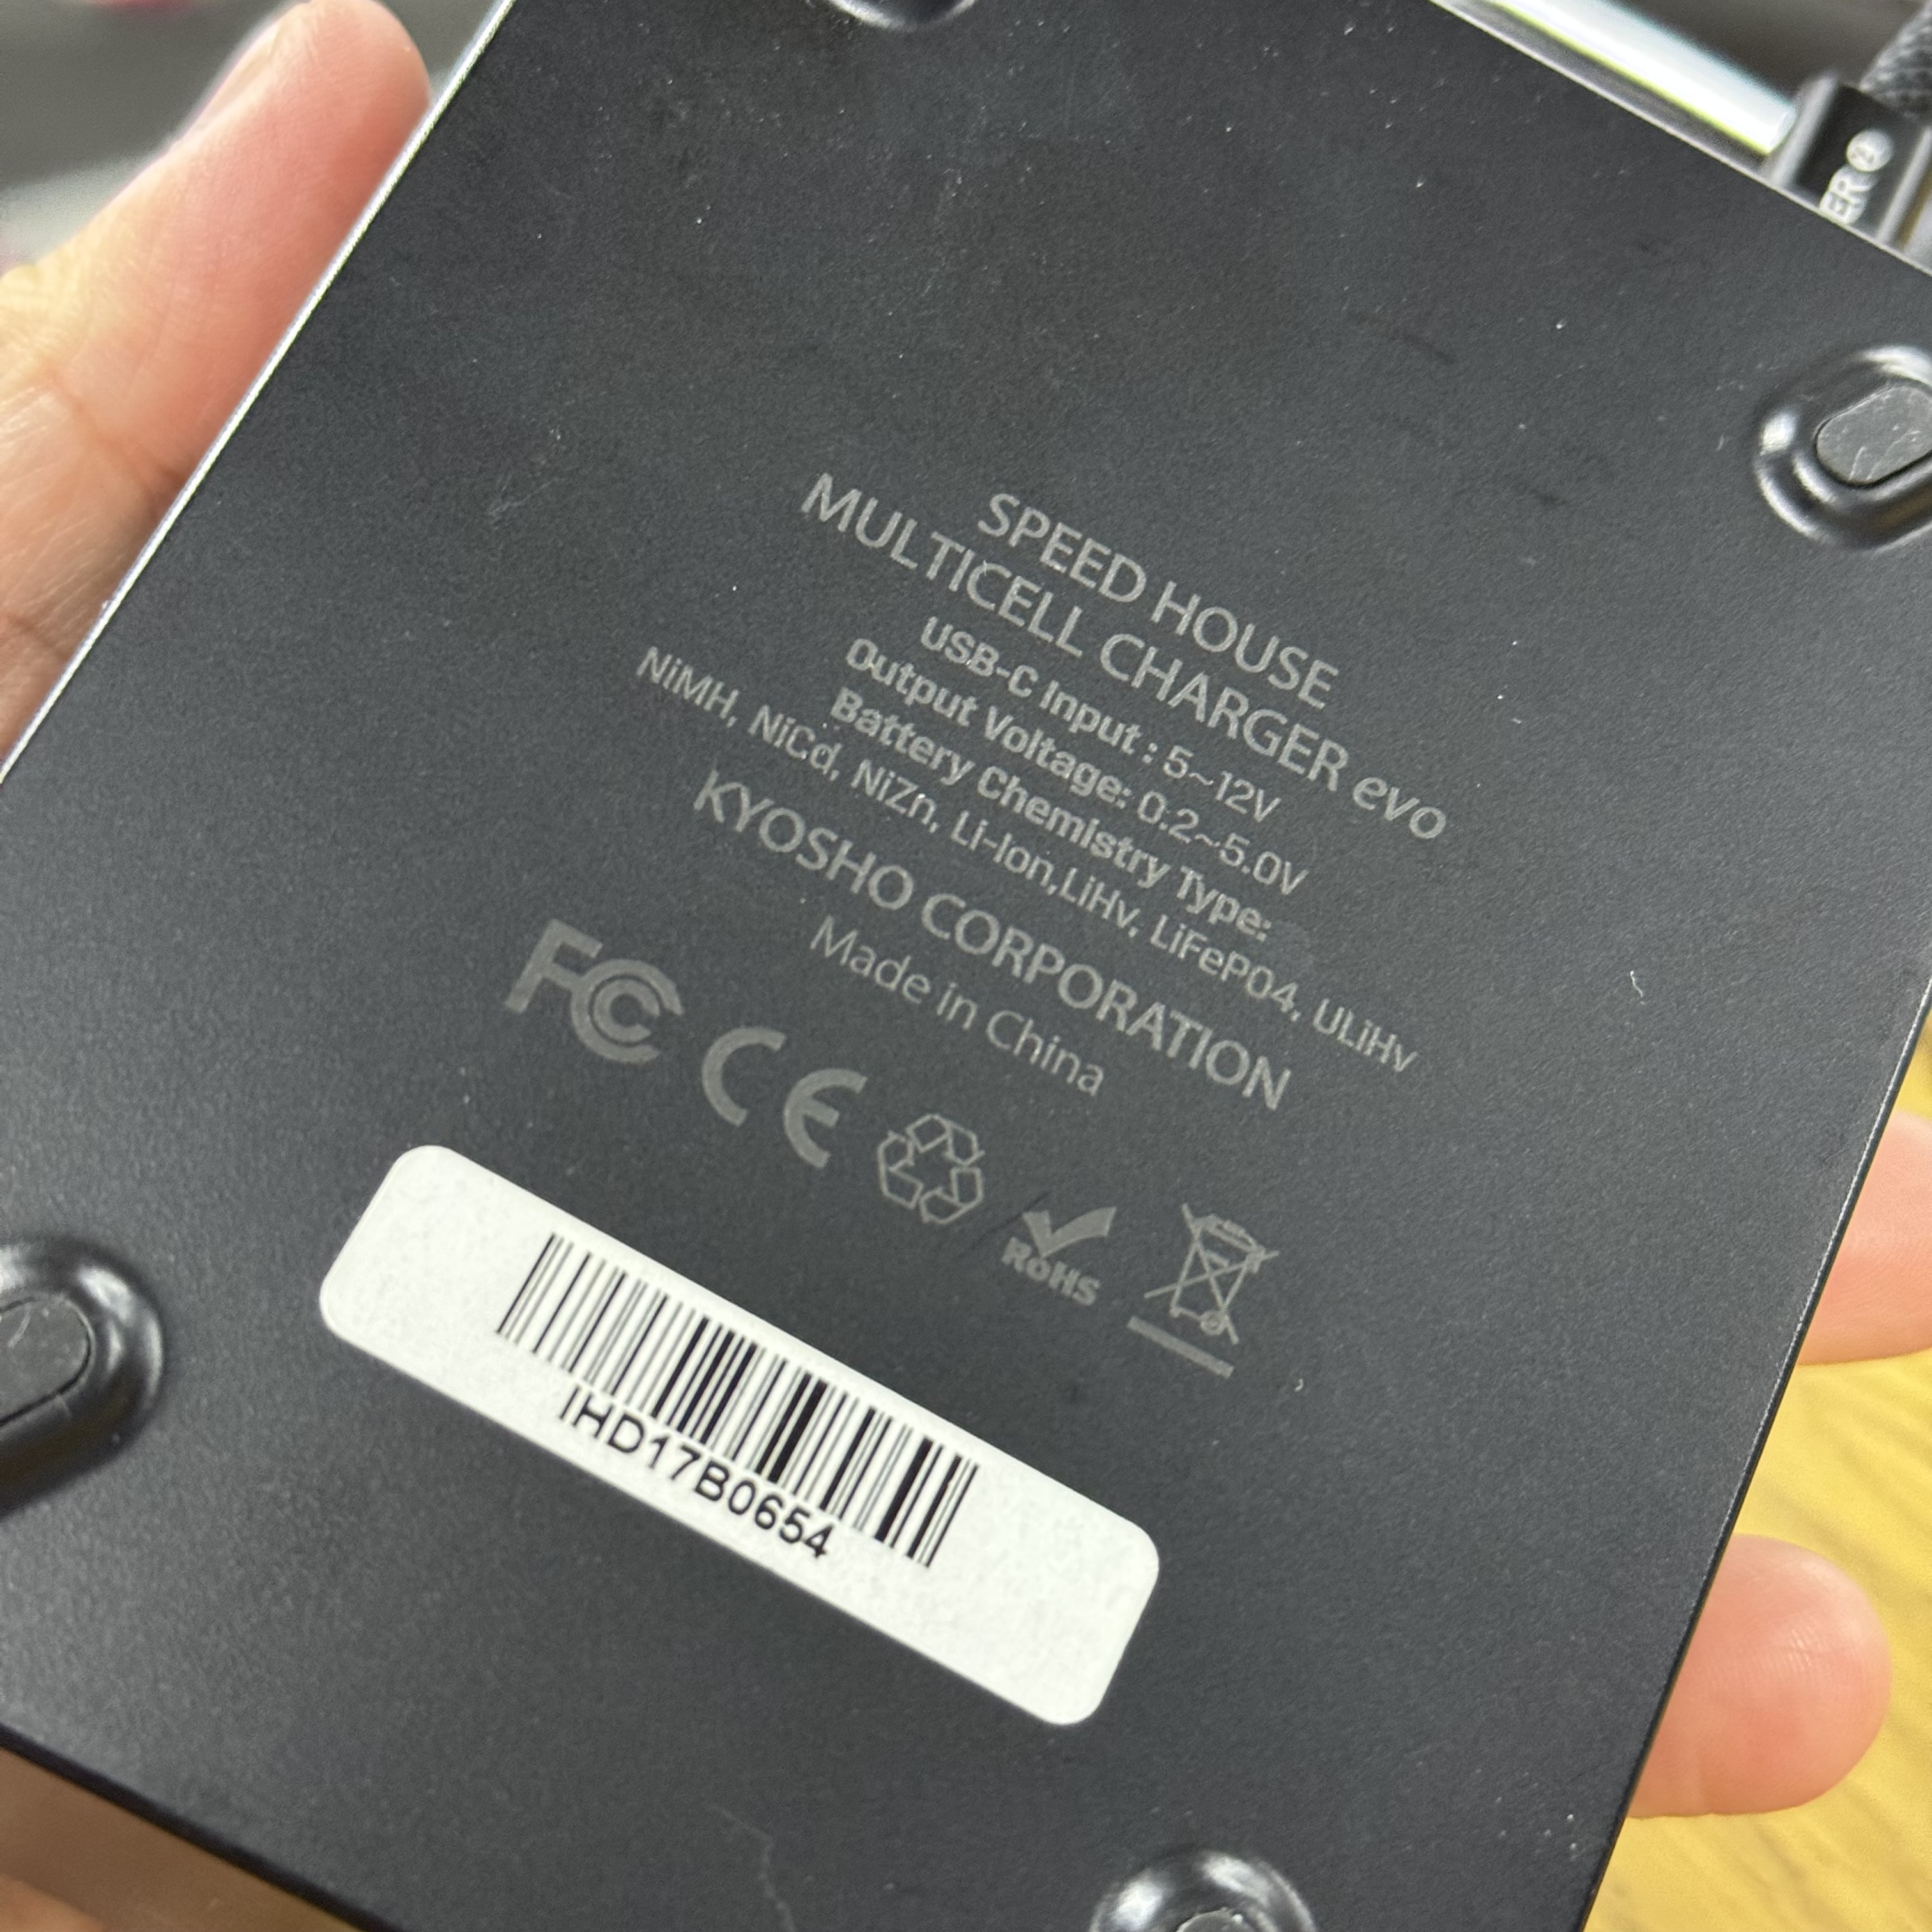 SPEED HOUSE
MULTICELL CHARGER evo
USB-C Input : 5~12V
Output Voltage: 0.2~5.0V
Battery Chemistry Type:
NiMH, NiCd, NiZn, Li-Ion,LiHv, LiFePO4, ULiHv
KYOSHO CORPORATION
Made in China
FC CE RoHS
IHD17B0654